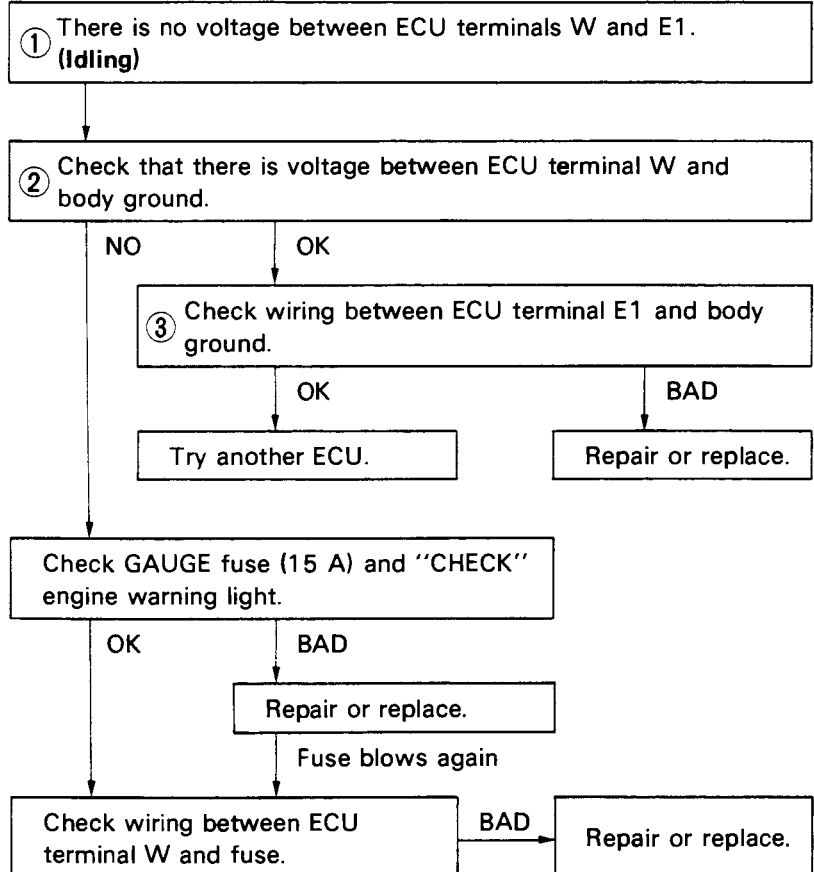 ① There is no voltage between ECU terminals W and E1.
(Idling)
② Check that there is voltage between ECU terminal W and
body ground.
NO
OK
③ Check wiring between ECU terminal E1 and body
ground.
OK
BAD
Try another ECU.
Repair or replace.
Check GAUGE fuse (15 A) and ''CHECK''
engine warning light.
OK
BAD
Repair or replace.
Fuse blows again
Check wiring between ECU
terminal W and fuse.
BAD
Repair or replace.